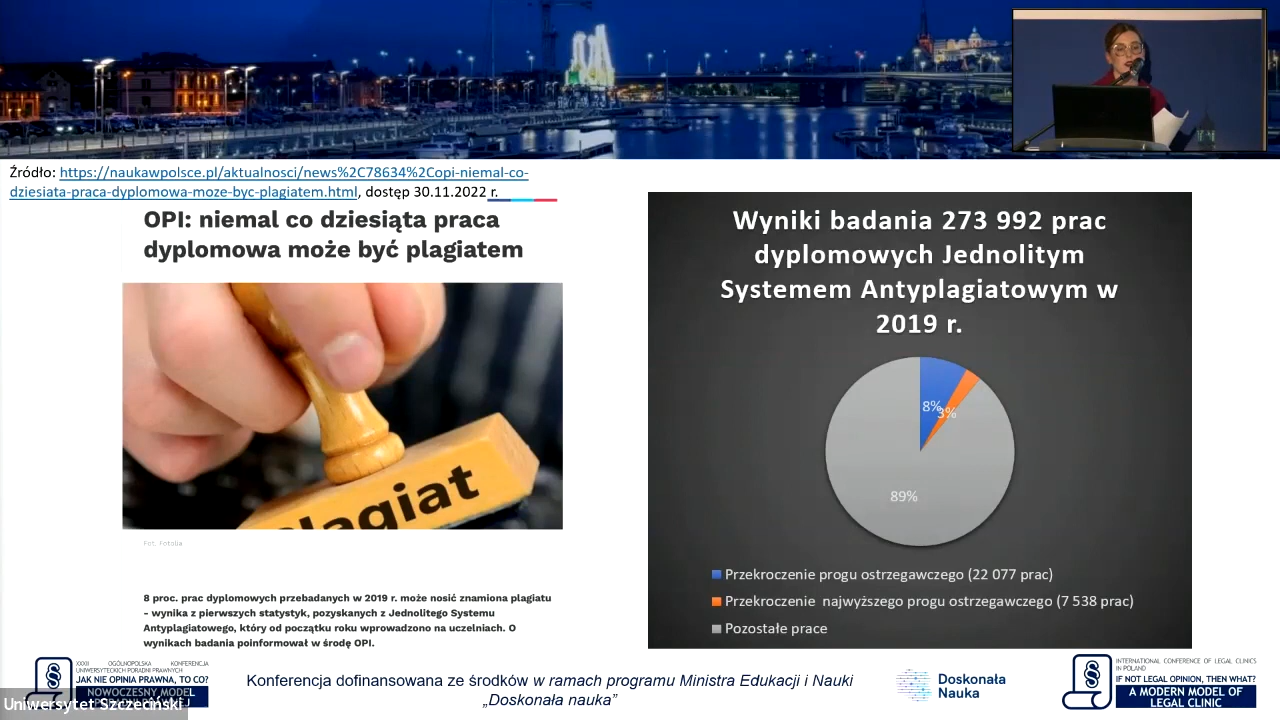 Źródło: https://naukawpolsce.pl/aktualnosci/news%2C78634%2Copi-niemal-co-
dziesiata-praca-dyplomowa-moze-byc-plagiatem.html, dostęp 30.11.2022 r.
OPI: niemal co dziesiąta praca
dyplomowa może być plagiatem
plagiat
Fot. Fotolia
8 proc. prac dyplomowych przebadanych w 2019 r. może nosić znamiona plagiatu
- wynika z pierwszych statystyk, pozyskanych z Jednolitego Systemu
Antyplagiatowego, który od początku roku wprowadzono na uczelniach. O
wynikach badania poinformował w środę OPI.
Wyniki badania 273 992 prac
dyplomowych Jednolitym
Systemem Antyplagiatowym w
2019 r.
8%
3%
89%
Przekroczenie progu ostrzegawczego (22 077 prac)
Przekroczenie najwyższego progu ostrzegawczego (7 538 prac)
Pozostałe prace
XXXII OGÓLNOPOLSKA KONFERENCJA
UNIWERSYTECKICH PORADNI PRAWNYCH
JAK NIE OPINIA PRAWNA, TO CO?
NOWOCZESNY MODEL
Uniwersytet Szczeciński
Konferencja dofinansowana ze środków w ramach programu Ministra Edukacji i Nauki
„Doskonała nauka”
Doskonała
Nauka
INTERNATIONAL CONFERENCE OF LEGAL CLINICS
IN POLAND
IF NOT LEGAL OPINION, THEN WHAT?
A MODERN MODEL OF
LEGAL CLINIC